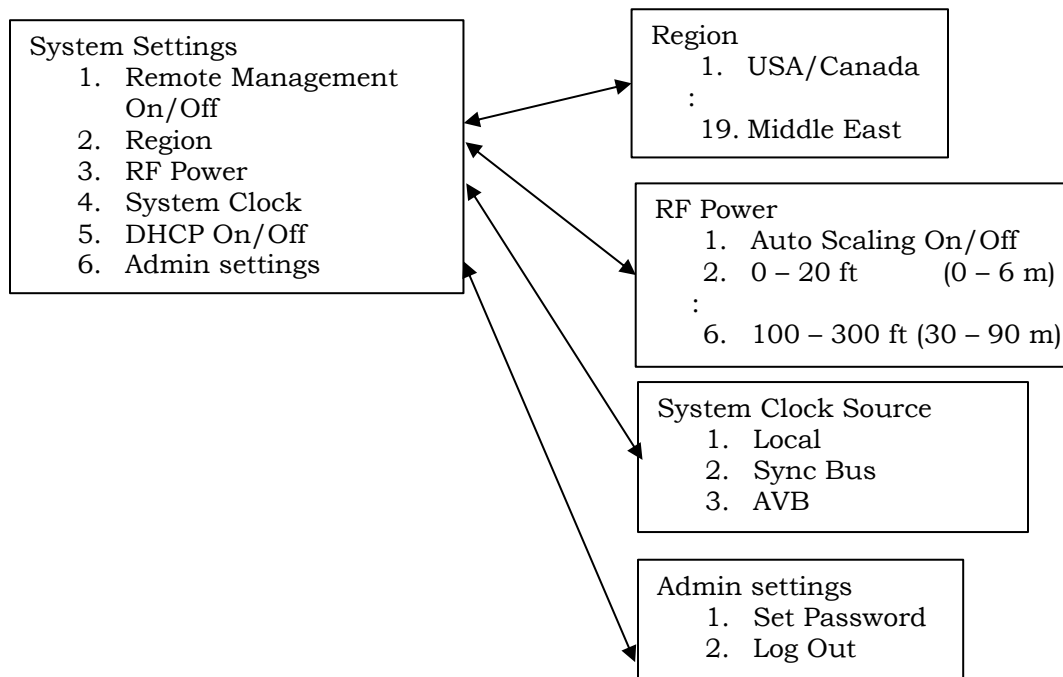 System Settings
1. Remote Management
On/Off
2. Region
3. RF Power
4. System Clock
5. DHCP On/Off
6. Admin settings
Region
1. USA/Canada
:
19. Middle East
RF Power
1. Auto Scaling On/Off
2. 0 – 20 ft (0 – 6 m)
:
6. 100 – 300 ft (30 – 90 m)
System Clock Source
1. Local
2. Sync Bus
3. AVB
Admin settings
1. Set Password
2. Log Out